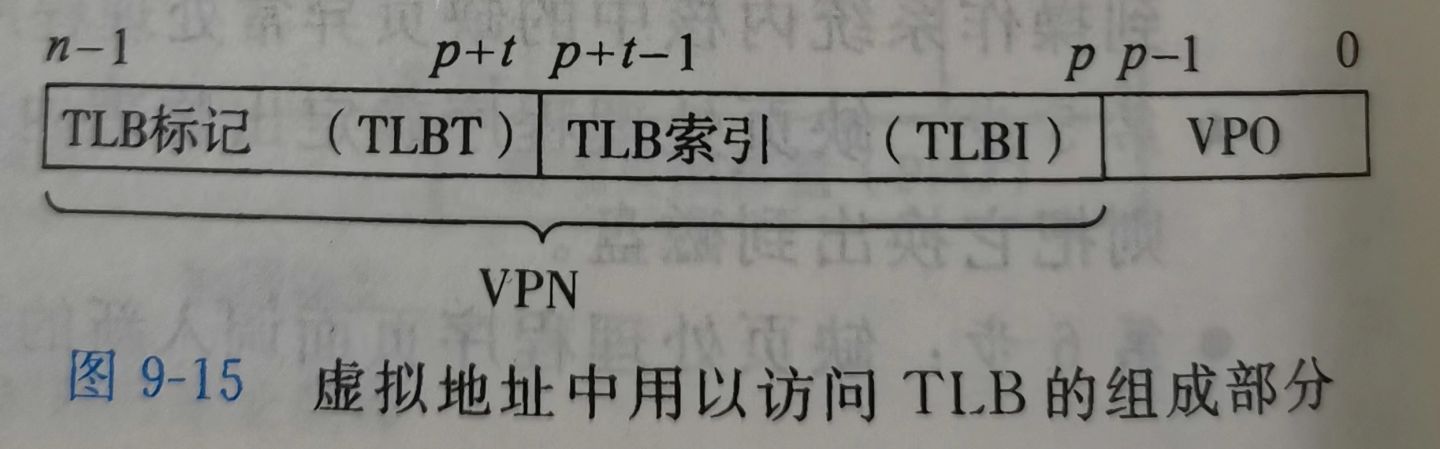 n-1 p+t p+t-1 p p-1 0
TLB标记 (TLBT) TLB索引 (TLBI) VPO
VPN
图 9-15 虚拟地址中用以访问 TLB 的组成部分